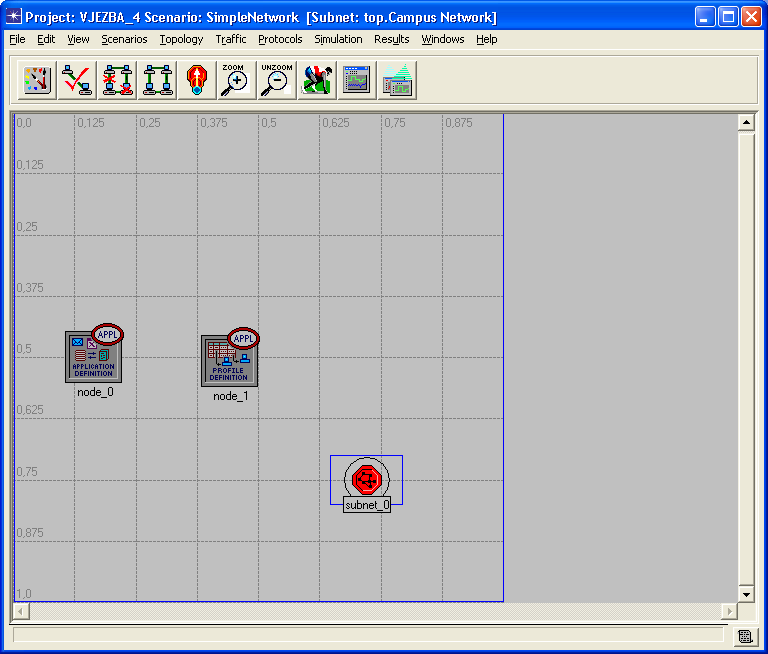 Project: VJEZBA_4 Scenario: SimpleNetwork [Subnet: top.Campus Network]
File Edit View Scenarios Topology Traffic Protocols Simulation Results Windows Help
ZOOM UNZOOM
0,0 0,125 0,25 0,375 0,5 0,625 0,75 0,875
0,125
0,25
0,375
APPL APPL
0,5
APPLICATION DEFINITION
PROFILE DEFINITION
node_0 node_1
0,625
0,75
subnet_0
0,875
1,0